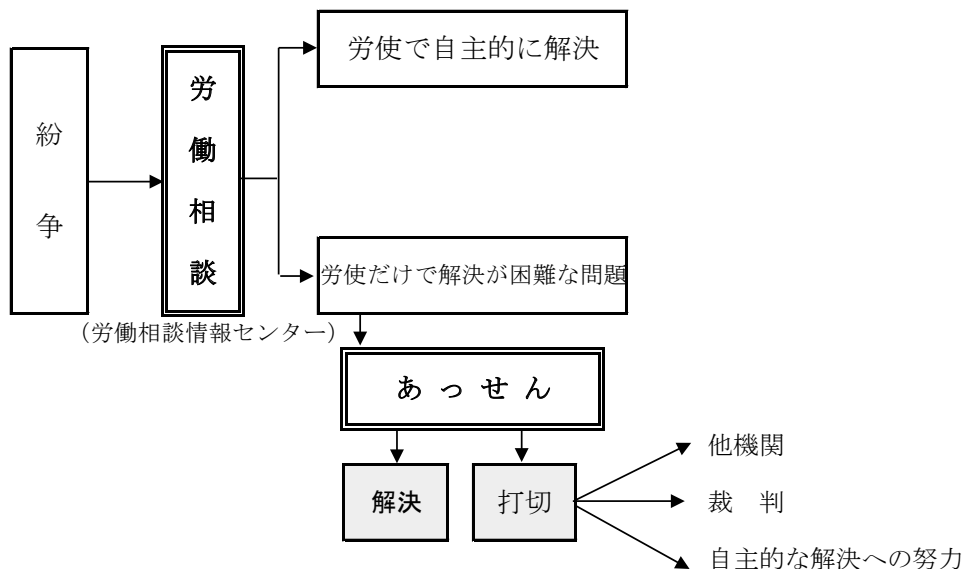 紛争
労働相談
（労働相談情報センター）
労使で自主的に解決
労使だけで解決が困難な問題
あっせん
解決
打切
他機関
裁　判
自主的な解決への努力